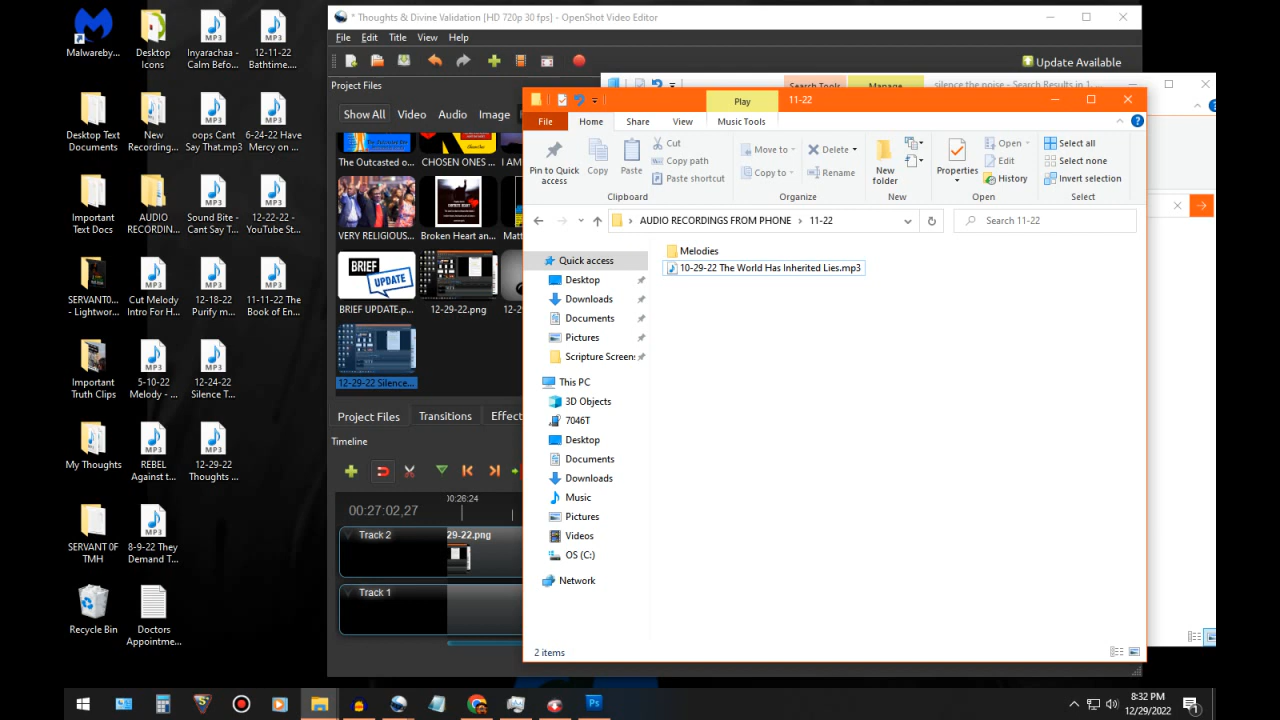 Malwareby...
Desktop Icons
Inyarachaa - Calm Befo...
12-11-22 Bathtime....
Desktop Text Documents
New Recording...
oops Cant Say That.mp3
6-24-22 Have Mercy on ...
Important Text Docs
AUDIO RECORDIN...
Sound Bite - Cant Say T...
12-22-22 - YouTube St...
SERVANT0... - Lightwor...
Cut Melody Intro For H...
12-18-22 Purify m...
11-11-22 The Book of En...
Important Truth Clips
5-10-22 Melody - ...
12-24-22 Silence T...
My Thoughts
REBEL Against t...
12-29-22 Thoughts ...
SERVANT 0F TMH
8-9-22 They Demand T...
Recycle Bin
Doctors Appointme...
* Thoughts & Divine Validation [HD 720p 30 fps] - OpenShot Video Editor
File Edit Title View Help
Update Available
Project Files
Show All Video Audio Image
The Outcasted o...
CHOSEN ONES ...
I AM
VERY RELIGIOUS...
Broken Heart an...
Matt
BRIEF UPDATE
BRIEF UPDATE.p...
12-29-22.png
12-29-22 Silence...
Project Files Transitions Effec
Timeline
00:26:24
00:27:02,27
Track 2
29-22.png
Track 1
Search Tools Manage silence the noise - Search Results in 1...
Play 11-22
File Home Share View Music Tools
Pin to Quick access
Copy
Paste
Cut
Copy path
Paste shortcut
Clipboard
Move to
Copy to
Delete
Rename
Organize
New folder
New
Properties
Open
Edit
History
Open
Select all
Select none
Invert selection
Select
AUDIO RECORDINGS FROM PHONE › 11-22
Search 11-22
Quick access
Desktop
Downloads
Documents
Pictures
Scripture Screens
This PC
3D Objects
7046T
Desktop
Documents
Downloads
Music
Pictures
Videos
OS (C:)
Network
Melodies
10-29-22 The World Has Inherited Lies.mp3
2 items
8:32 PM
12/29/2022